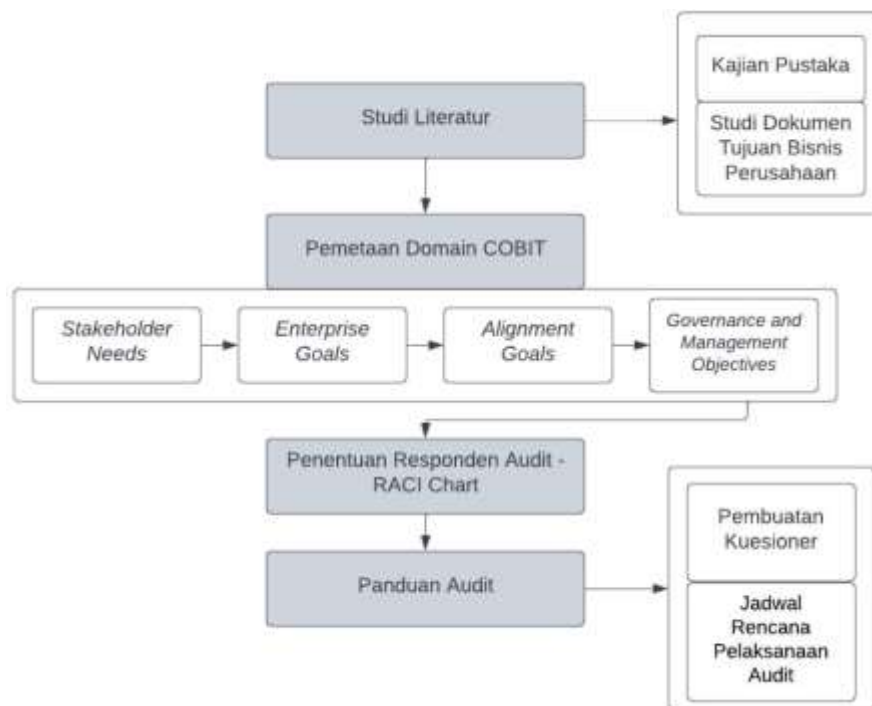 Studi Literatur
Kajian Pustaka
Studi Dokumen
Tujuan Bisnis
Perusahaan
Pemetaan Domain COBIT
Stakeholder
Needs
Enterprise
Goals
Alignment
Goals
Governance and
Management
Objectives
Penentuan Responden Audit -
RACI Chart
Panduan Audit
Pembuatan
Kuesioner
Jadwal
Rencana
Pelaksanaan
Audit